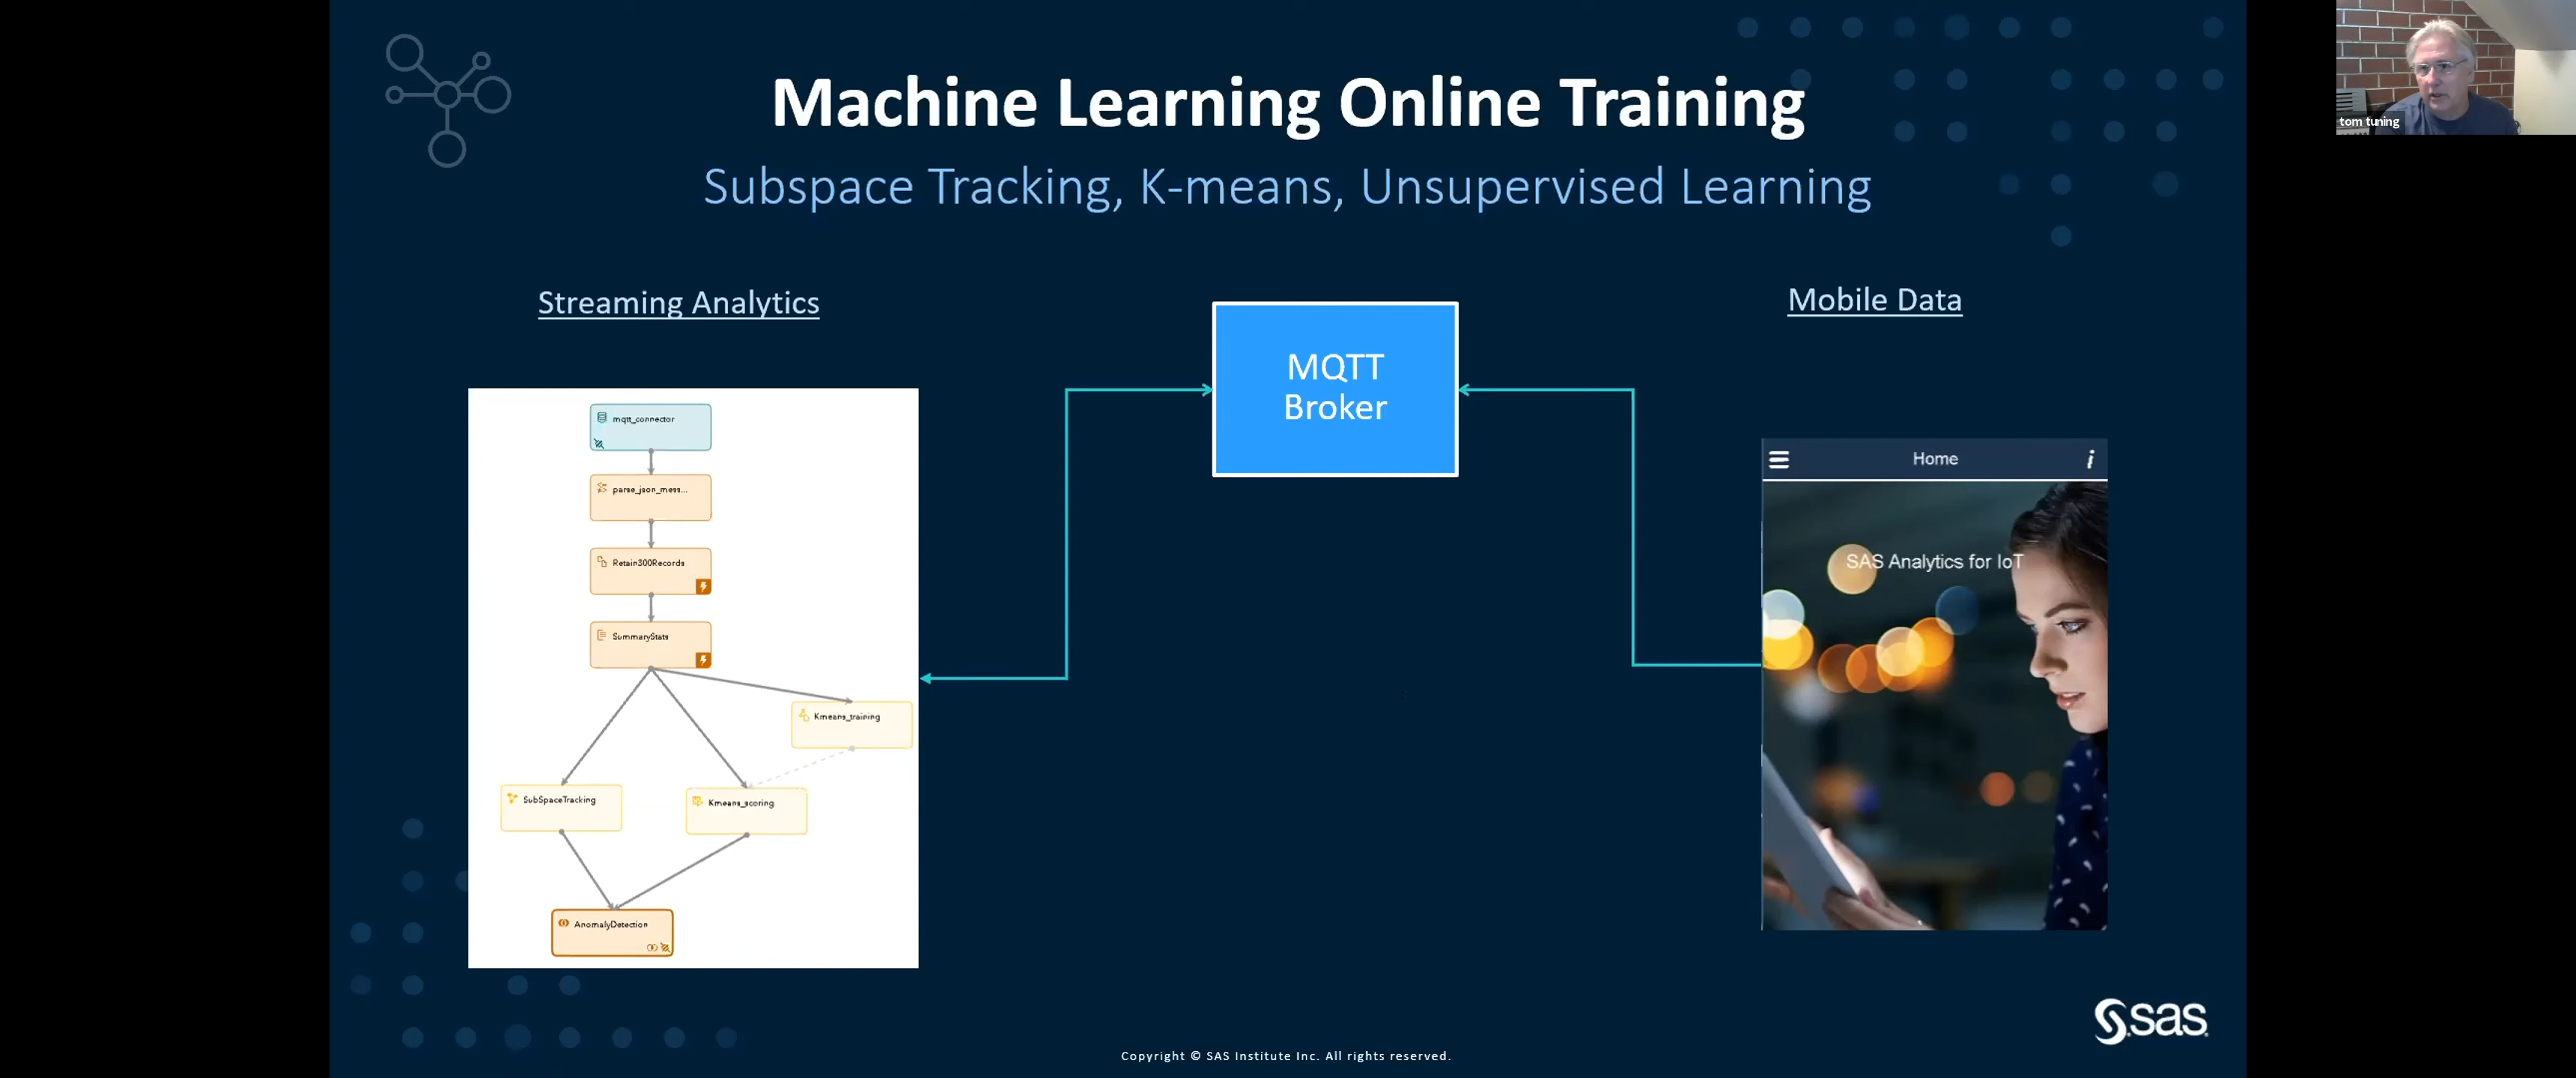 Machine Learning Online Training
Subspace Tracking, K-means, Unsupervised Learning
Streaming Analytics
mqtt_connector
parse_json_mess...
Retain300Records
SummaryStats
Kmeans_training
SubSpaceTracking
Kmeans_scoring
AnomalyDetection
MQTT
Broker
Mobile Data
Home
i
SAS Analytics for IoT
tom tuning
sas
Copyright © SAS Institute Inc. All rights reserved.